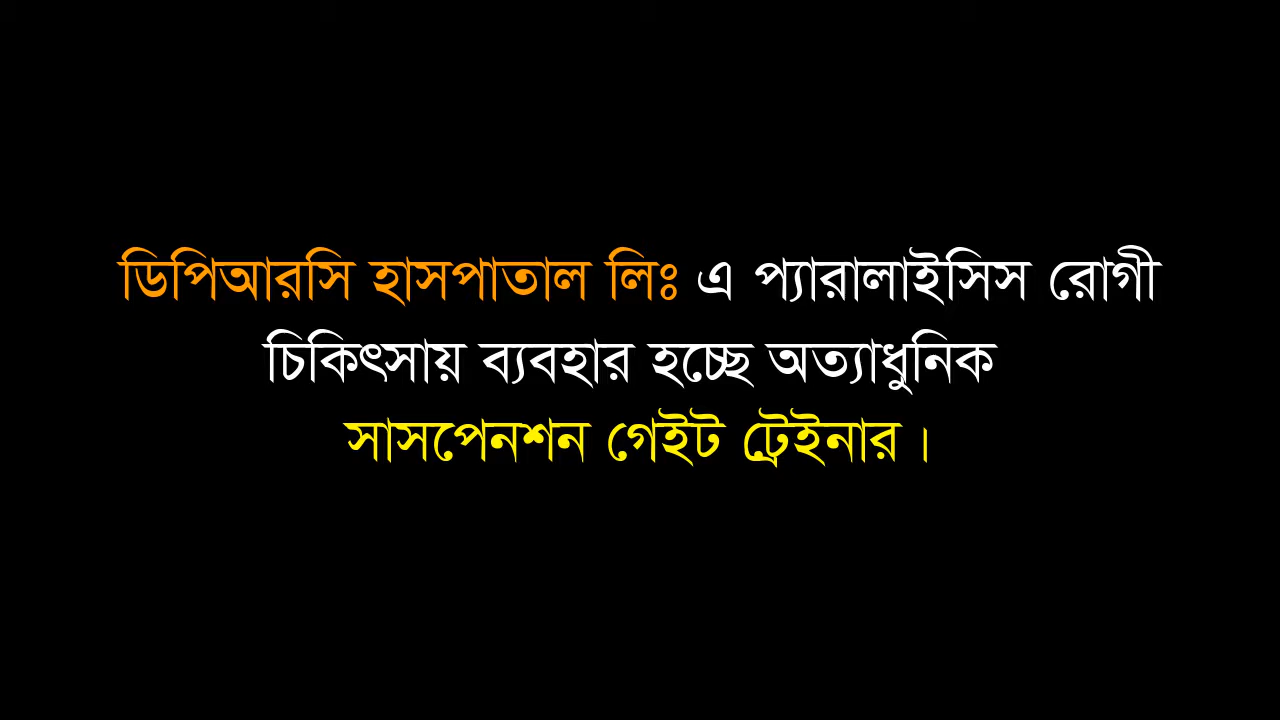 ডিপিআরসি হাসপাতাল লিঃ এ প্যারালাইসিস রোগী
চিকিৎসায় ব্যবহার হচ্ছে অত্যাধুনিক
সাসপেনশন গেইট ট্রেইনার।